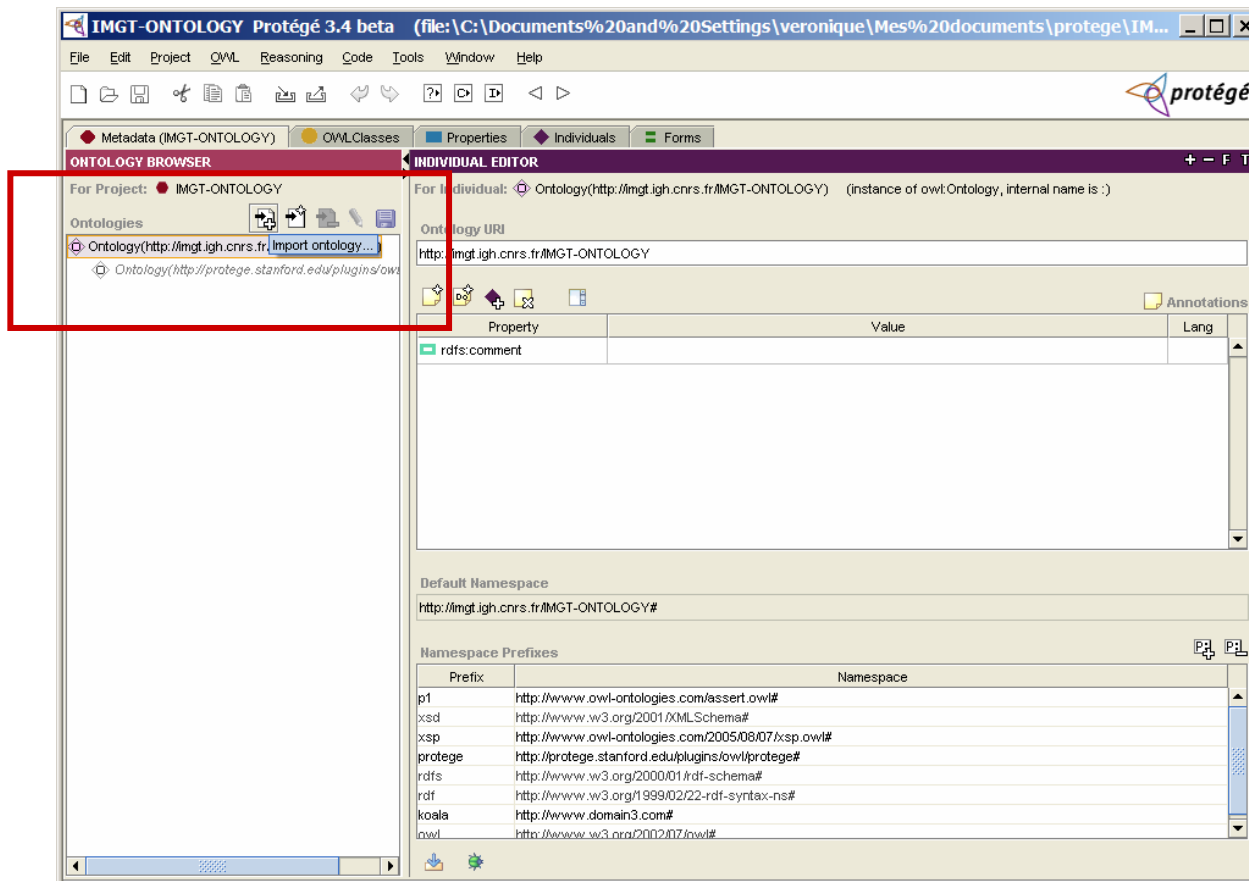 IMGT-ONTOLOGY Protégé 3.4 beta (file:\C:\Documents%20and%20Settings\veronique\Mes%20documents\protege\IM...
File Edit Project OWL Reasoning Code Tools Window Help
protégé
Metadata (IMGT-ONTOLOGY) OWLClasses Properties Individuals Forms
ONTOLOGY BROWSER
For Project: IMGT-ONTOLOGY
Ontologies
Ontology(http://imgt.igh.cnrs.fr
Import ontology...
Ontology(http://protege.stanford.edu/plugins/ow
INDIVIDUAL EDITOR + - F T
For Individual: Ontology(http://imgt.igh.cnrs.fr/IMGT-ONTOLOGY) (instance of owl:Ontology, internal name is :)
Ontology URI
http://imgt.igh.cnrs.fr/IMGT-ONTOLOGY
Annotations
Property Value Lang
rdfs:comment
Default Namespace
http://imgt.igh.cnrs.fr/IMGT-ONTOLOGY#
Namespace Prefixes
Prefix Namespace
p1 http://www.owl-ontologies.com/assert.owl#
xsd http://www.w3.org/2001/XMLSchema#
xsp http://www.owl-ontologies.com/2005/08/07/xsp.owl#
protege http://protege.stanford.edu/plugins/owl/protege#
rdfs http://www.w3.org/2000/01/rdf-schema#
rdf http://www.w3.org/1999/02/22-rdf-syntax-ns#
koala http://www.domain3.com#
owl http://www.w3.org/2002/07/owl#